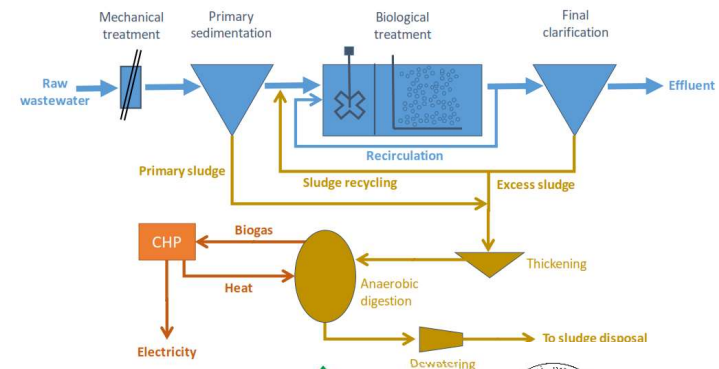 Mechanical
treatment
Primary
sedimentation
Biological
treatment
Final
clarification
Raw
wastewater
Effluent
Recirculation
Primary sludge
Sludge recycling
Excess sludge
CHP
Biogas
Heat
Anaerobic
digestion
Thickening
Electricity
To sludge disposal
Dewatering